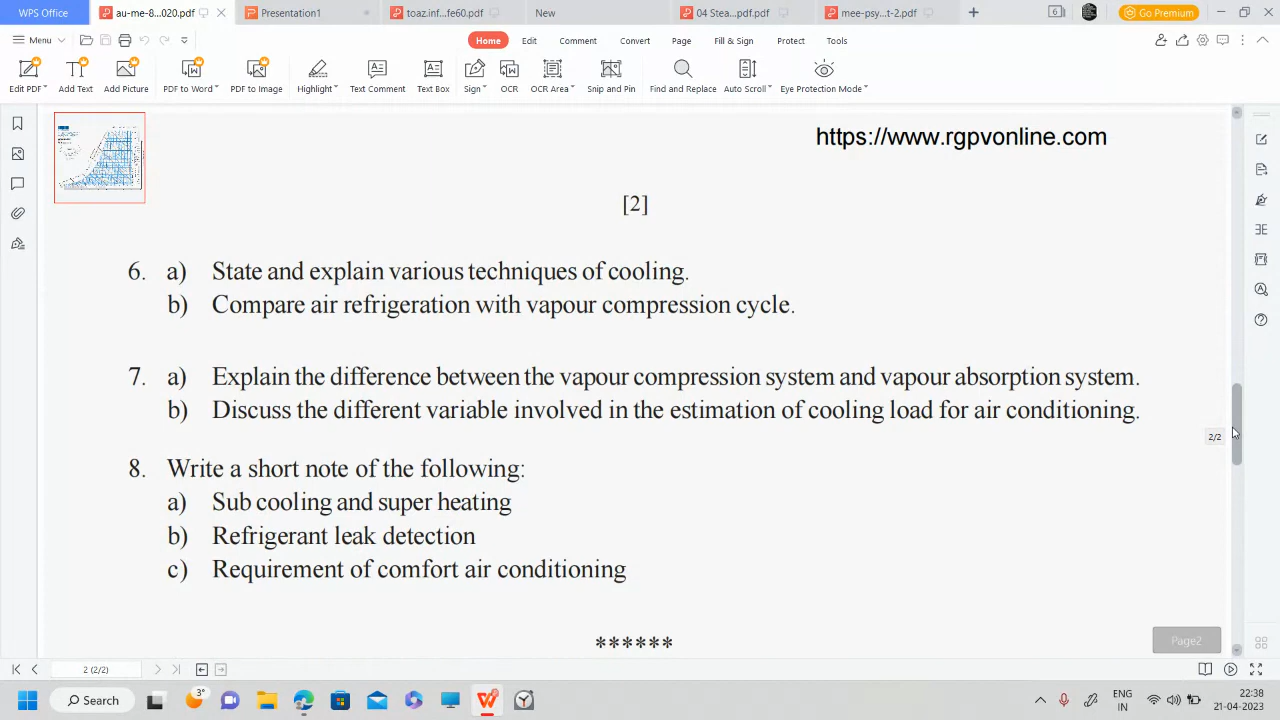 WPS Office au-me-8...020.pdf Presentation1 toaz.inf...fe60.pdf New 04 Stea...pdf.pdf mee-psy...t-2.pdf Go Premium
Menu Home Edit Comment Convert Page Fill & Sign Protect Tools
Edit PDF Add Text Add Picture PDF to Word PDF to Image Highlight Text Comment Text Box Sign OCR OCR Area Snip and Pin Find and Replace Auto Scroll Eye Protection Mode
https://www.rgpvonline.com
[2]
6. a) State and explain various techniques of cooling.
b) Compare air refrigeration with vapour compression cycle.
7. a) Explain the difference between the vapour compression system and vapour absorption system.
b) Discuss the different variable involved in the estimation of cooling load for air conditioning.
2/2
8. Write a short note of the following:
a) Sub cooling and super heating
b) Refrigerant leak detection
c) Requirement of comfort air conditioning
******
Page2
2 (2/2)
Search 3° ENG 22:38
IN 21-04-2023